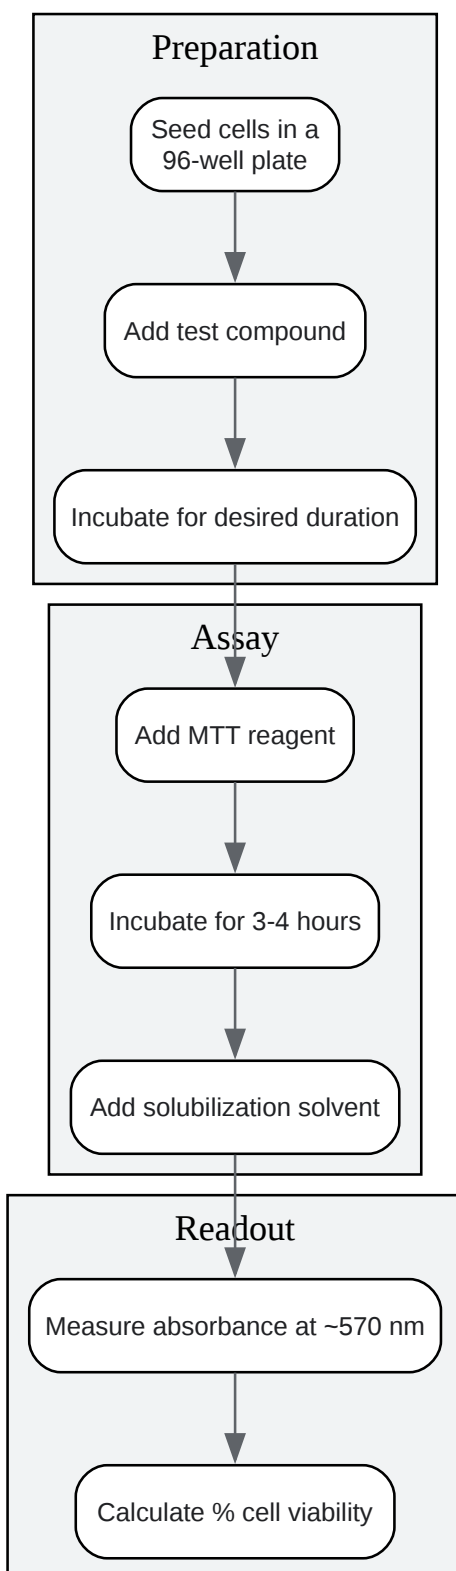 Preparation
Seed cells in a
96-well plate
Add test compound
Incubate for desired duration
Assay
Add MTT reagent
Incubate for 3-4 hours
Add solubilization solvent
Readout
Measure absorbance at ~570 nm
Calculate % cell viability